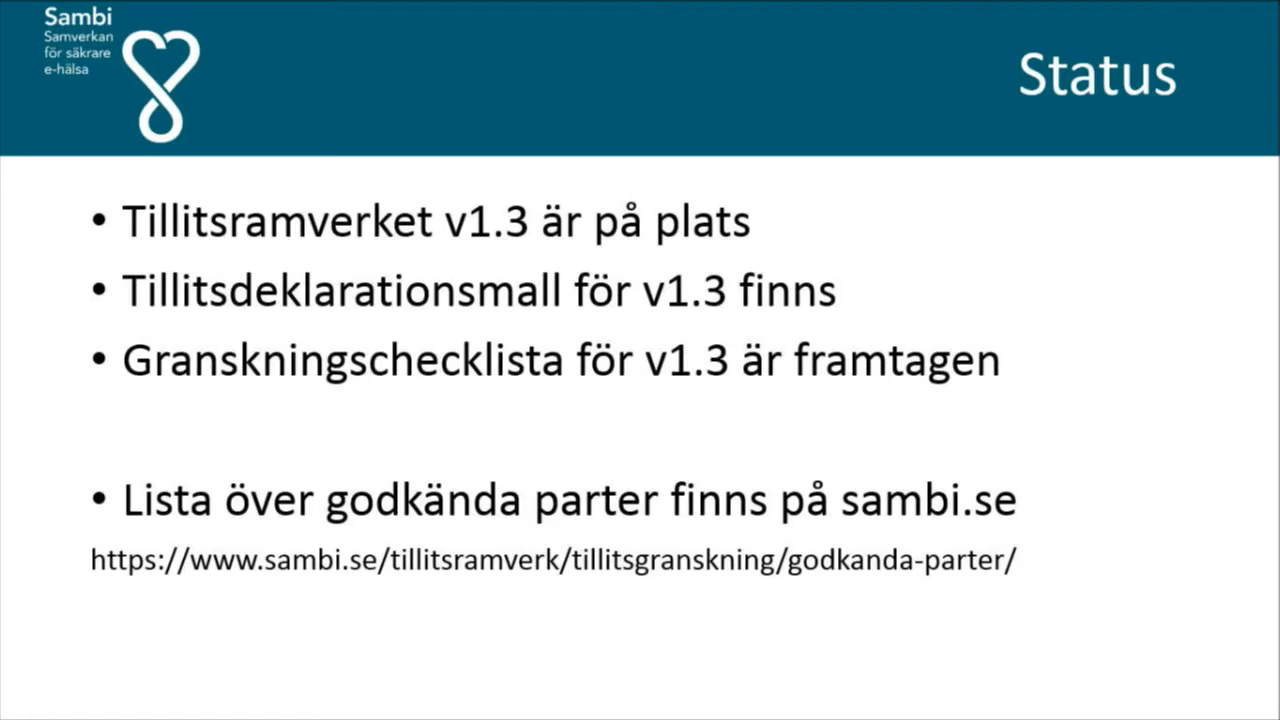 Sambi
Samverkan
för säkrare
e-hälsa
Status
• Tillitsramverket v1.3 är på plats
• Tillitsdeklarationsmall för v1.3 finns
• Granskningschecklista för v1.3 är framtagen
• Lista över godkända parter finns på sambi.se
https://www.sambi.se/tillitsramverk/tillitsgranskning/godkanda-parter/